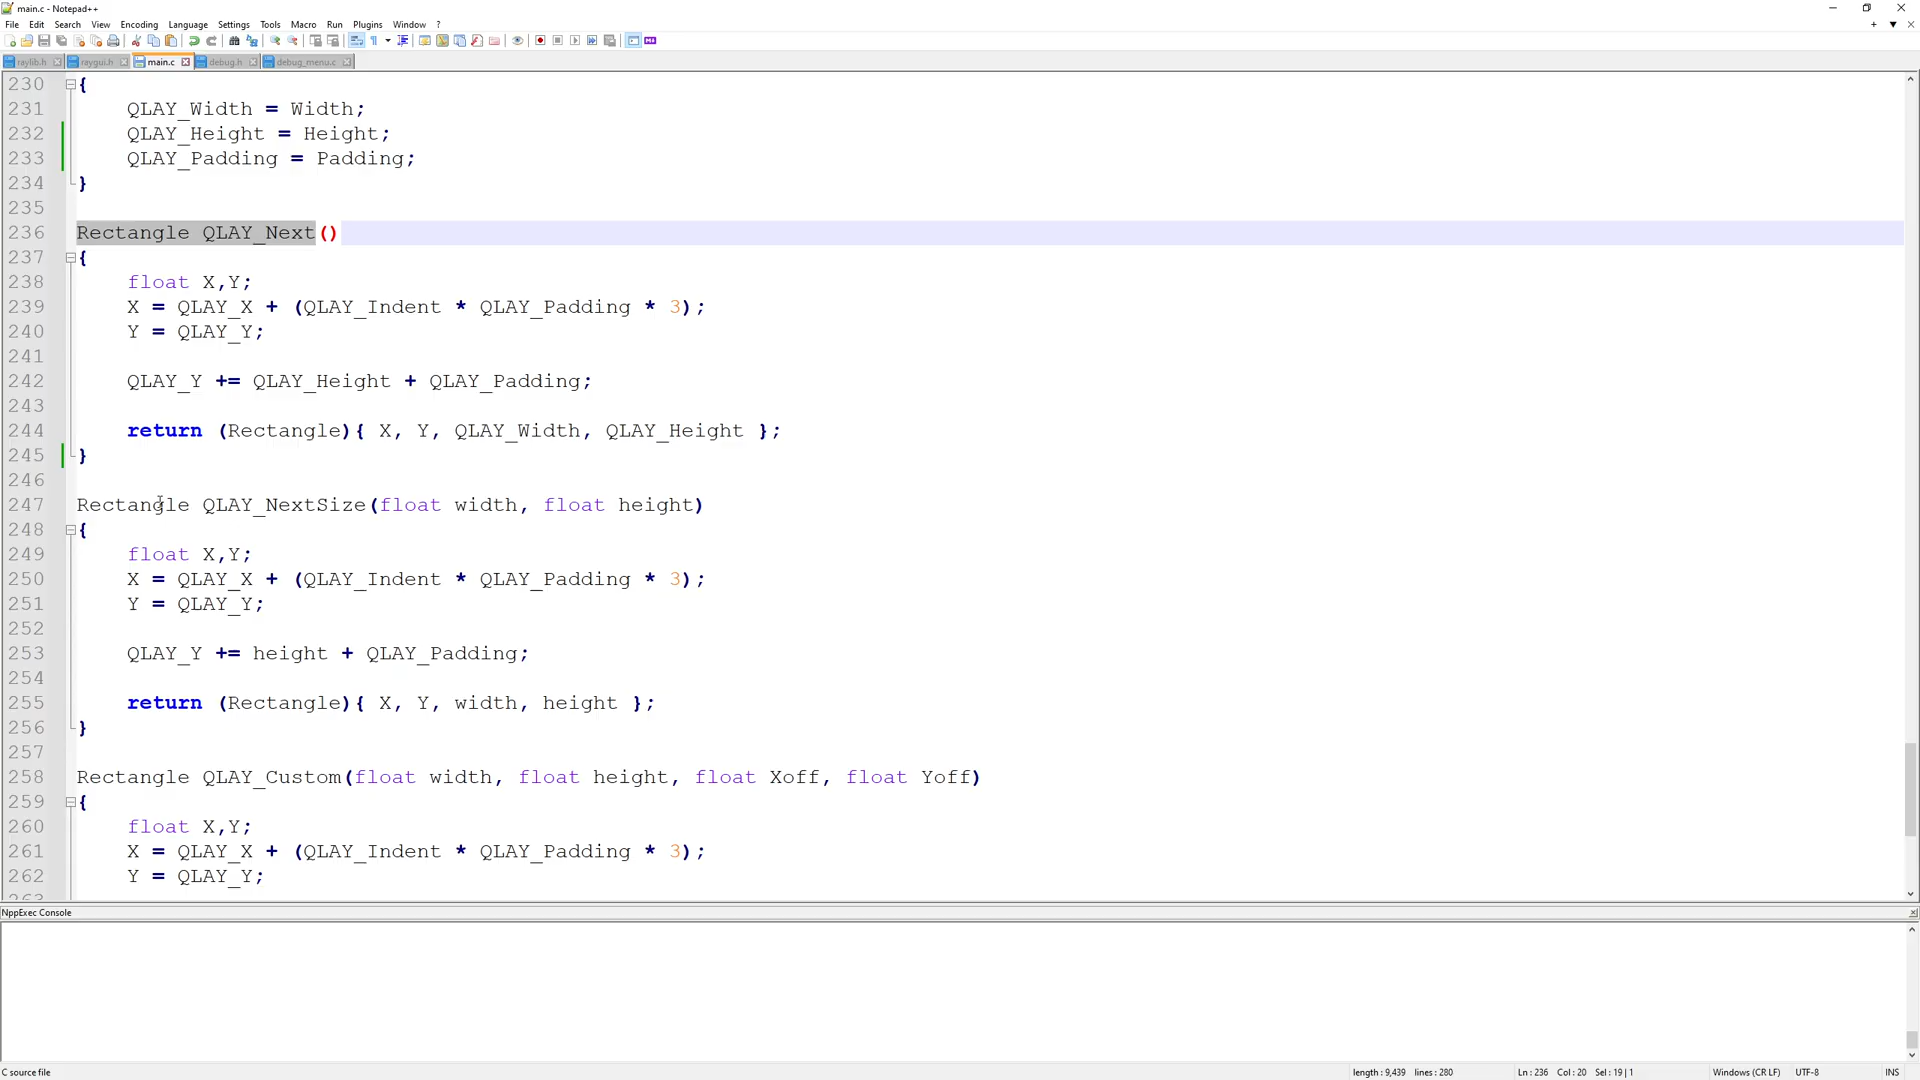 main.c - Notepad++
File Edit Search View Encoding Language Settings Tools Macro Run Plugins Window ?
raylib.h raygui.h main.c debug.h debug_menu.c
230 {
231 QLAY_Width = Width;
232 QLAY_Height = Height;
233 QLAY_Padding = Padding;
234 }
235
236 Rectangle QLAY_Next()
237 {
238 float X,Y;
239 X = QLAY_X + (QLAY_Indent * QLAY_Padding * 3);
240 Y = QLAY_Y;
241
242 QLAY_Y += QLAY_Height + QLAY_Padding;
243
244 return (Rectangle){ X, Y, QLAY_Width, QLAY_Height };
245 }
246
247 Rectangle QLAY_NextSize(float width, float height)
248 {
249 float X,Y;
250 X = QLAY_X + (QLAY_Indent * QLAY_Padding * 3);
251 Y = QLAY_Y;
252
253 QLAY_Y += height + QLAY_Padding;
254
255 return (Rectangle){ X, Y, width, height };
256 }
257
258 Rectangle QLAY_Custom(float width, float height, float Xoff, float Yoff)
259 {
260 float X,Y;
261 X = QLAY_X + (QLAY_Indent * QLAY_Padding * 3);
262 Y = QLAY_Y;
263
NppExec Console
C source file length : 9,439 lines : 280 Ln : 236 Col : 20 Sel : 19 | 1 Windows (CR LF) UTF-8 INS